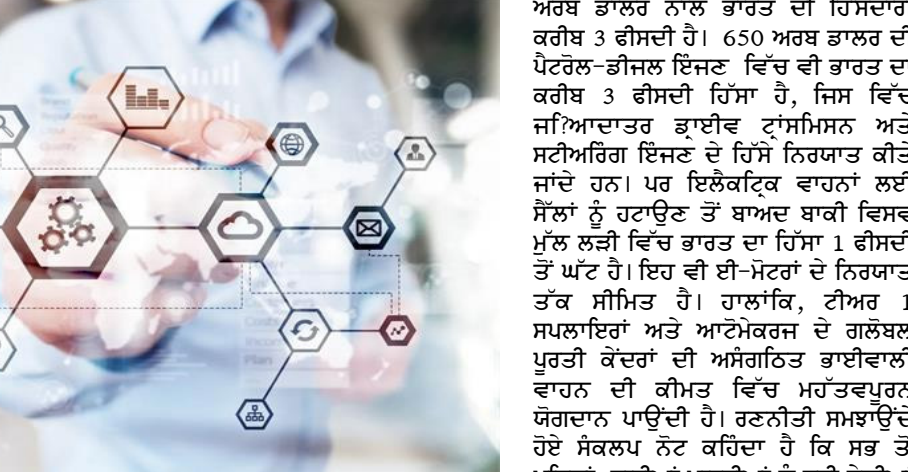 ਅਰਬ ਡਾਲਰ ਨਾਲ ਭਾਰਤ ਦੀ ਹਿੱਸੇਦਾਰੀ
ਕਰੀਬ 3 ਫੀਸਦੀ ਹੈ। 650 ਅਰਬ ਡਾਲਰ ਦੀ
ਪੈਟਰੋਲ-ਡੀਜਲ ਇੰਜਣ ਵਿੱਚ ਵੀ ਭਾਰਤ ਦਾ
ਕਰੀਬ 3 ਫੀਸਦੀ ਹਿੱਸਾ ਹੈ, ਜਿਸ ਵਿੱਚ
ਜ?ਿਆਦਾਤਰ ਡ੍ਰਾਈਵ ਟ੍ਰਾਂਸਮਿਸਨ ਅਤੇ
ਸਟੀਅਰਿੰਗ ਇੰਜਣ ਦੇ ਹਿੱਸੇ ਨਿਰਯਾਤ ਕੀਤੇ
ਜਾਂਦੇ ਹਨ। ਪਰ ਇਲੈਕਟ੍ਰਿਕ ਵਾਹਨਾਂ ਲਈ
ਸੈੱਲਾਂ ਨੂੰ ਹਟਾਉਣ ਤੋਂ ਬਾਅਦ ਬਾਕੀ ਵਿਸਵ
ਮੁੱਲ ਲੜੀ ਵਿੱਚ ਭਾਰਤ ਦਾ ਹਿੱਸਾ 1 ਫੀਸਦੀ
ਤੋਂ ਘੱਟ ਹੈ। ਇਹ ਵੀ ਈ-ਮੋਟਰਾਂ ਦੇ ਨਿਰਯਾਤ
ਤੱਕ ਸੀਮਿਤ ਹੈ। ਹਾਲਾਂਕਿ, ਟੀਅਰ 1
ਸਪਲਾਇਰਾਂ ਅਤੇ ਆਟੋਮੇਕਰਜ ਦੇ ਗਲੋਬਲ
ਪੂਰਤੀ ਕੇਂਦਰਾਂ ਦੀ ਅਸੰਗਠਿਤ ਭਾਈਵਾਲੀ
ਵਾਹਨ ਦੀ ਕੀਮਤ ਵਿੱਚ ਮਹੱਤਵਪੂਰਨ
ਯੋਗਦਾਨ ਪਾਉਂਦੀ ਹੈ। ਰਣਨੀਤੀ ਸਮਝਾਉਂਦੇ
ਹੋਏ ਸੰਕਲਪ ਨੋਟ ਕਹਿੰਦਾ ਹੈ ਕਿ ਸਭ ਤੋਂ